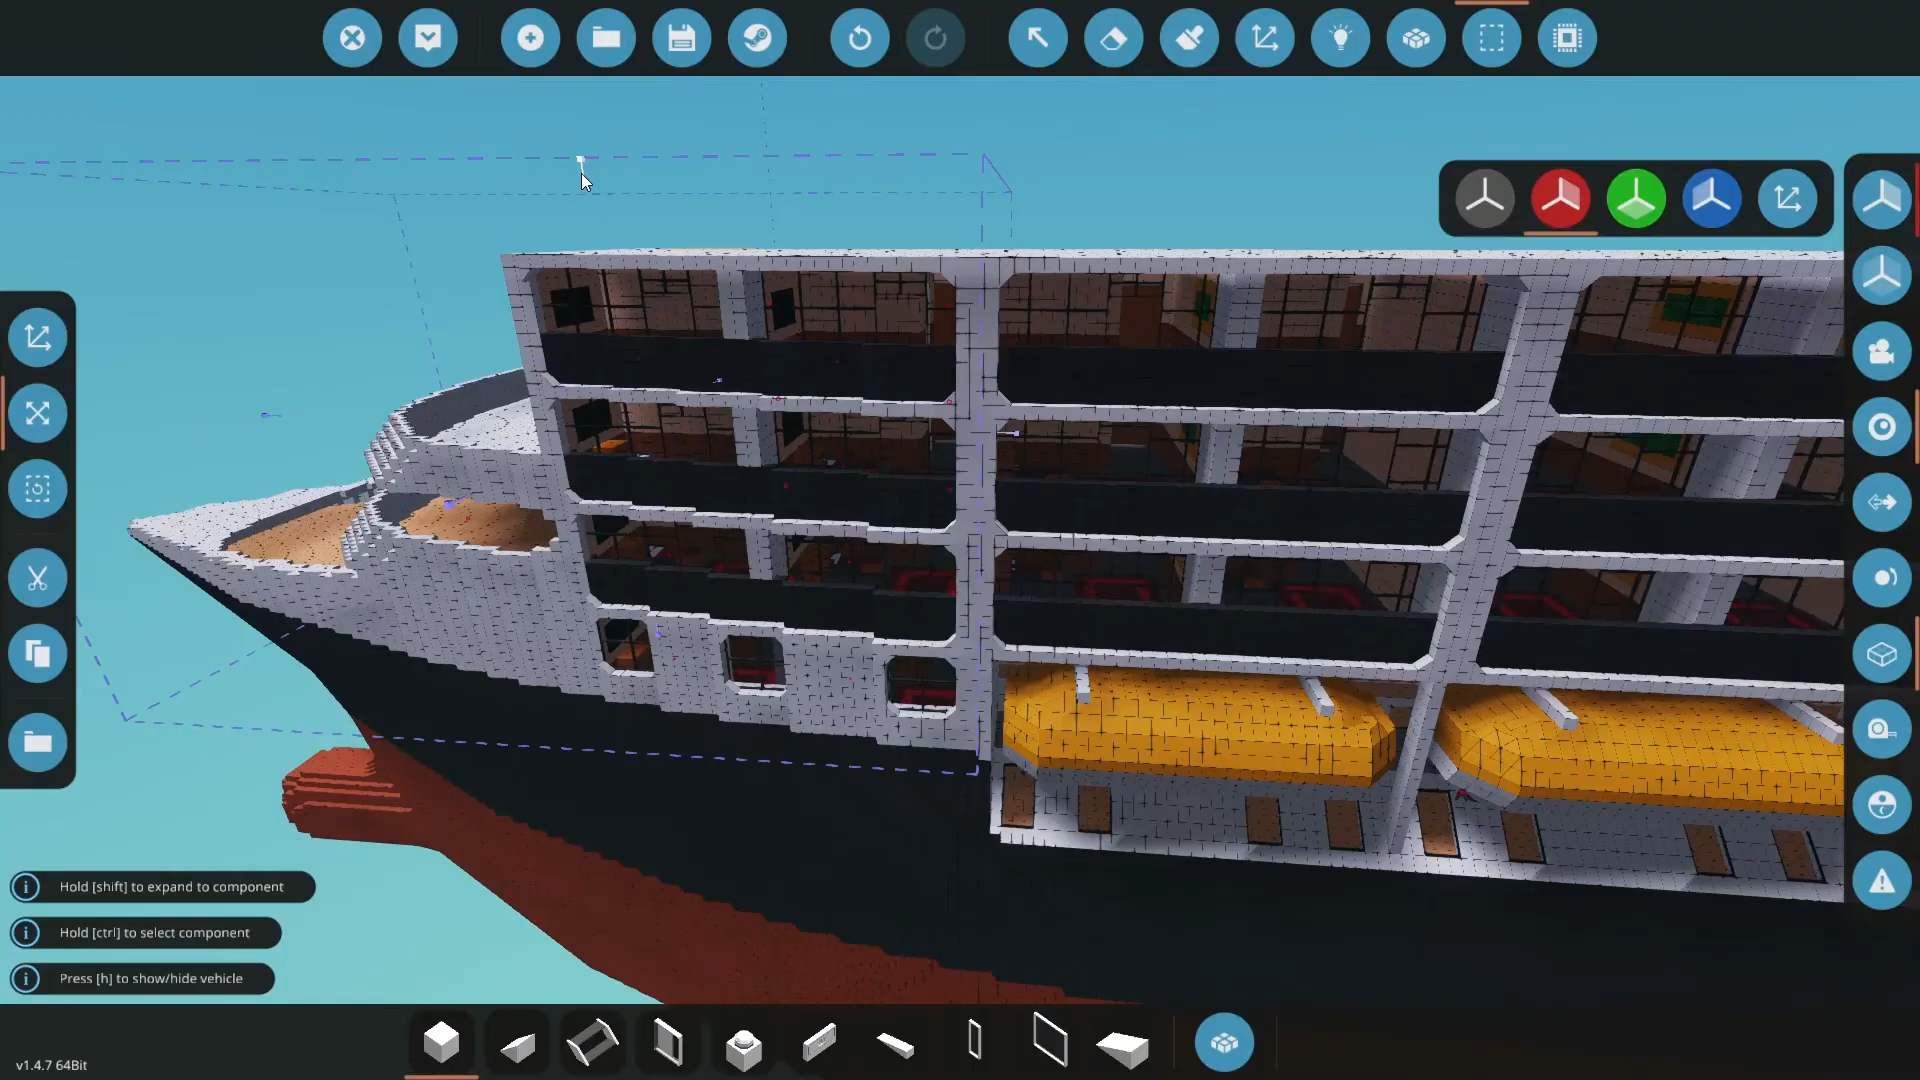 Hold [shift] to expand to component
Hold [ctrl] to select component
Press [h] to show/hide vehicle
v1.4.7 64Bit